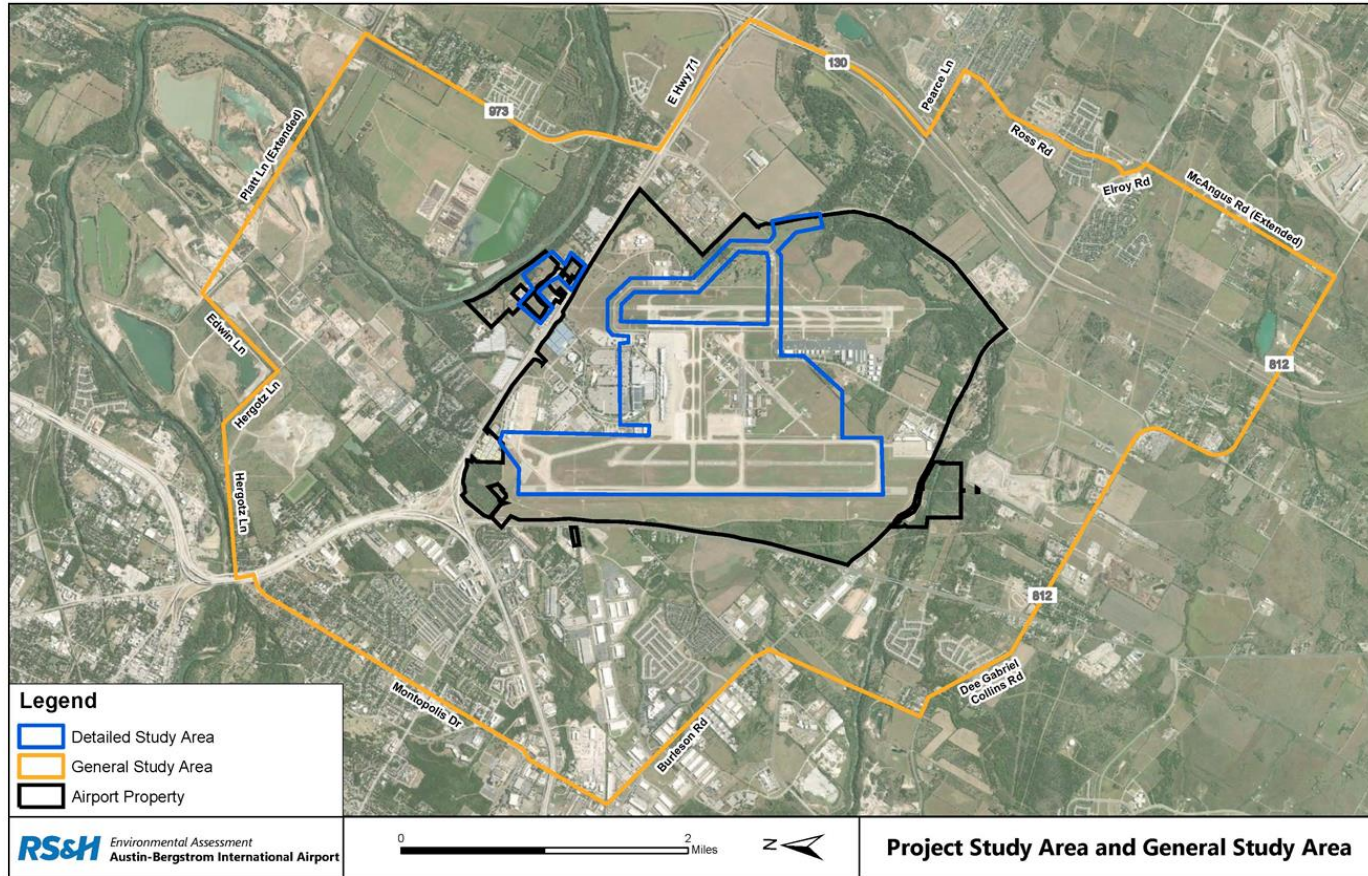 973
E Hwy 71
130
Pearce Ln
Ross Rd
Elroy Rd
McAngus Rd (Extended)
Platt Ln (Extended)
Edwin Ln
Hergotz Ln
Hergotz Ln
812
812
Dee Gabriel
Collins Rd
Burleson Rd
Montopolis Dr
Legend
Detailed Study Area
General Study Area
Airport Property
RS&H
Environmental Assessment
Austin-Bergstrom International Airport
0
2
Miles
N
Project Study Area and General Study Area